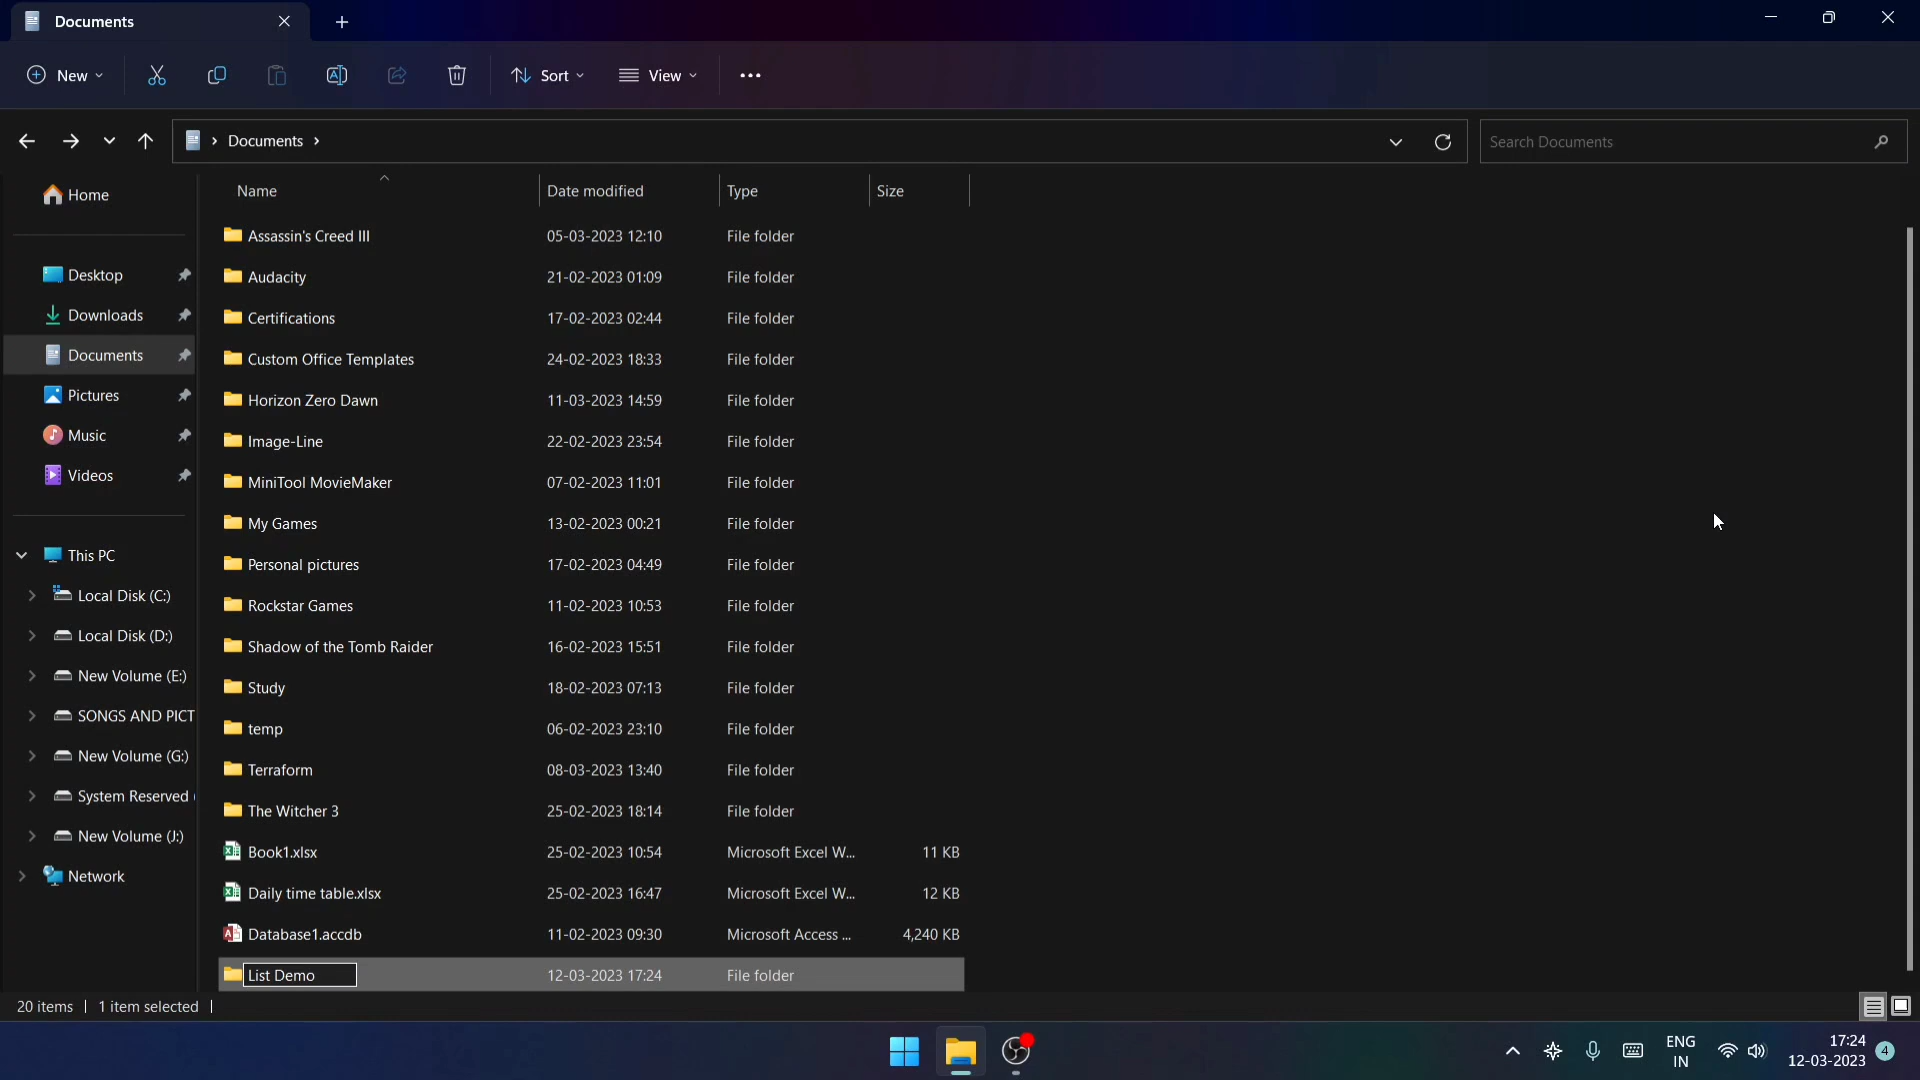 Documents
New
Sort
View
Documents
Search Documents
Home
Desktop
Downloads
Documents
Pictures
Music
Videos
This PC
Local Disk (C:)
Local Disk (D:)
New Volume (E:)
SONGS AND PICT
New Volume (G:)
System Reserved
New Volume (J:)
Network
Name Date modified Type Size
Assassin's Creed III 05-03-2023 12:10 File folder
Audacity 21-02-2023 01:09 File folder
Certifications 17-02-2023 02:44 File folder
Custom Office Templates 24-02-2023 18:33 File folder
Horizon Zero Dawn 11-03-2023 14:59 File folder
Image-Line 22-02-2023 23:54 File folder
MiniTool MovieMaker 07-02-2023 11:01 File folder
My Games 13-02-2023 00:21 File folder
Personal pictures 17-02-2023 04:49 File folder
Rockstar Games 11-02-2023 10:53 File folder
Shadow of the Tomb Raider 16-02-2023 15:51 File folder
Study 18-02-2023 07:13 File folder
temp 06-02-2023 23:10 File folder
Terraform 08-03-2023 13:40 File folder
The Witcher 3 25-02-2023 18:14 File folder
Book1.xlsx 25-02-2023 10:54 Microsoft Excel W... 11 KB
Daily time table.xlsx 25-02-2023 16:47 Microsoft Excel W... 12 KB
Database1.accdb 11-02-2023 09:30 Microsoft Access ... 4,240 KB
List Demo 12-03-2023 17:24 File folder
20 items 1 item selected
ENG
IN
17:24
12-03-2023
4